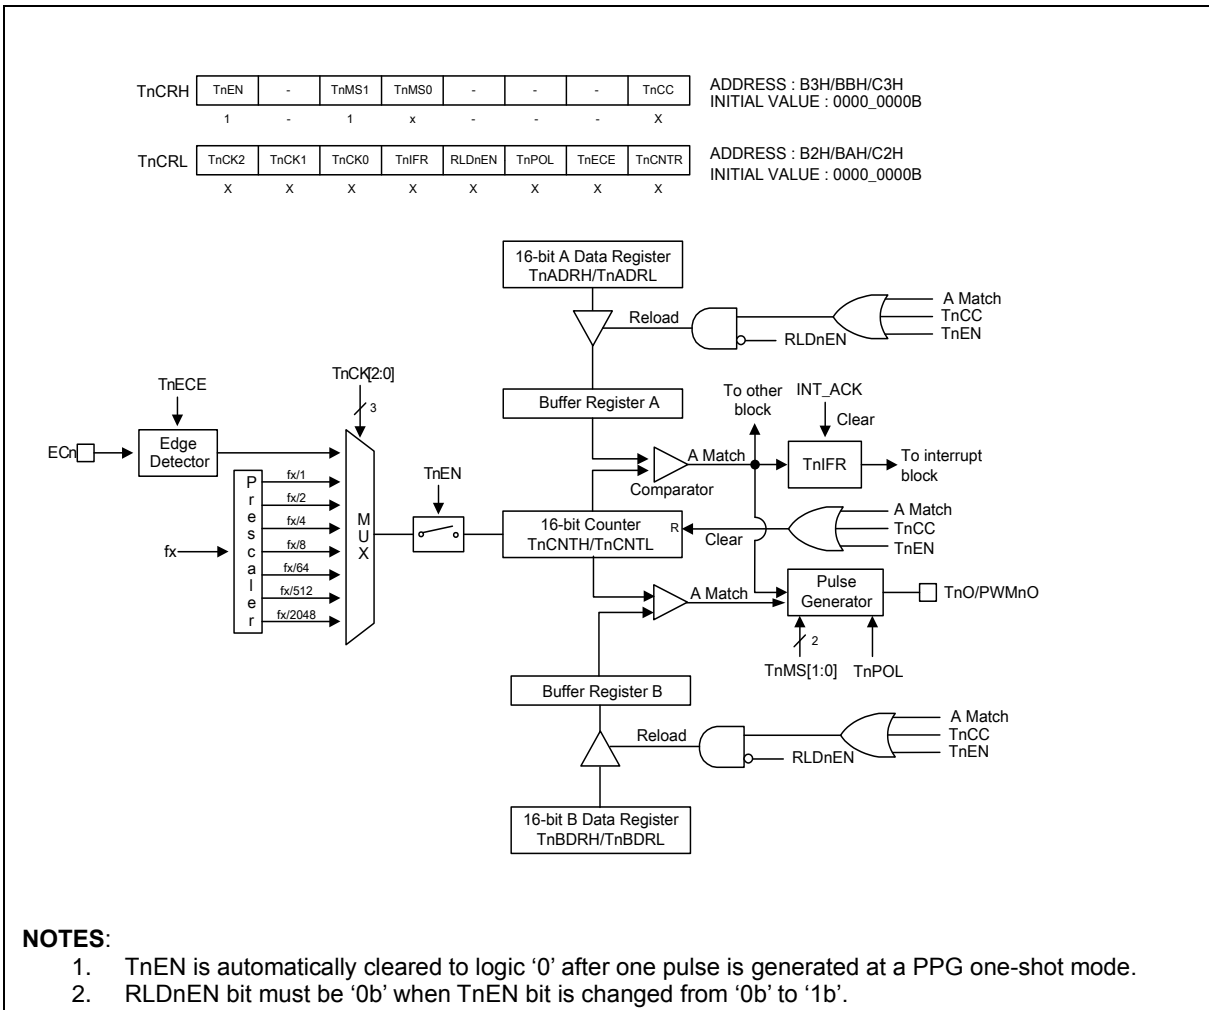 TnCRH TnEN - TnMS1 TnMS0 - - - TnCC
1 - 1 x - - - X
ADDRESS : B3H/BBH/C3H
INITIAL VALUE : 0000_0000B
TnCRL TnCK2 TnCK1 TnCK0 TnIFR RLDnEN TnPOL TnECE TnCNTR
X X X X X X X X
ADDRESS : B2H/BAH/C2H
INITIAL VALUE : 0000_0000B
16-bit A Data Register
TnADRH/TnADRL
Reload
RLDnEN
A Match
TnCC
TnEN
TnECE
TnCK[2:0]
3
Buffer Register A
To other
block
INT_ACK
Clear
ECn
Edge
Detector
A Match
Comparator
TnIFR
To interrupt
block
fx
Prescaler
fx/1
fx/2
fx/4
fx/8
fx/64
fx/512
fx/2048
MUX
TnEN
16-bit Counter
TnCNTH/TnCNTL
R
Clear
A Match
TnCC
TnEN
A Match
Pulse
Generator
TnO/PWMnO
2
TnMS[1:0]
TnPOL
Buffer Register B
Reload
RLDnEN
A Match
TnCC
TnEN
16-bit B Data Register
TnBDRH/TnBDRL
NOTES:
1. TnEN is automatically cleared to logic ‘0’ after one pulse is generated at a PPG one-shot mode.
2. RLDnEN bit must be ‘0b’ when TnEN bit is changed from ‘0b’ to ‘1b’.